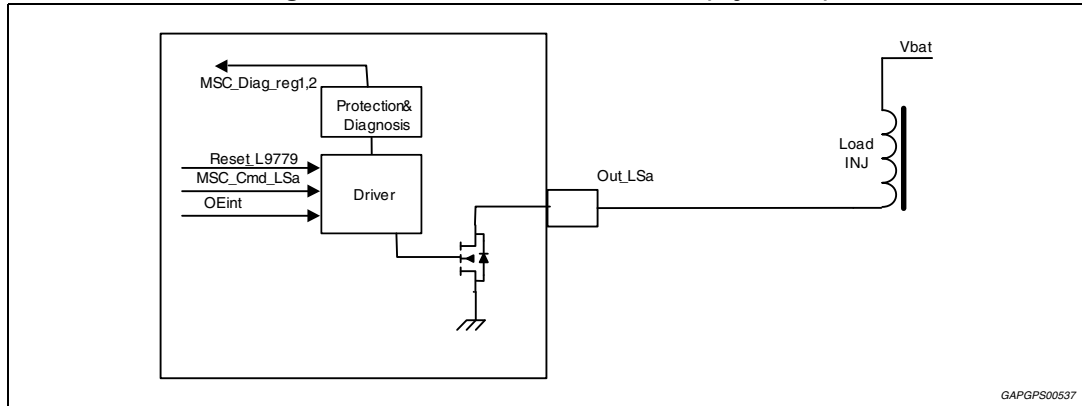 Vbat
MSC_Diag_reg1,2
Protection&
Diagnosis
Load
INJ
Reset_L9779
MSC_Cmd_LSa
OEint
Driver
Out_LSa
GAPGPS00537